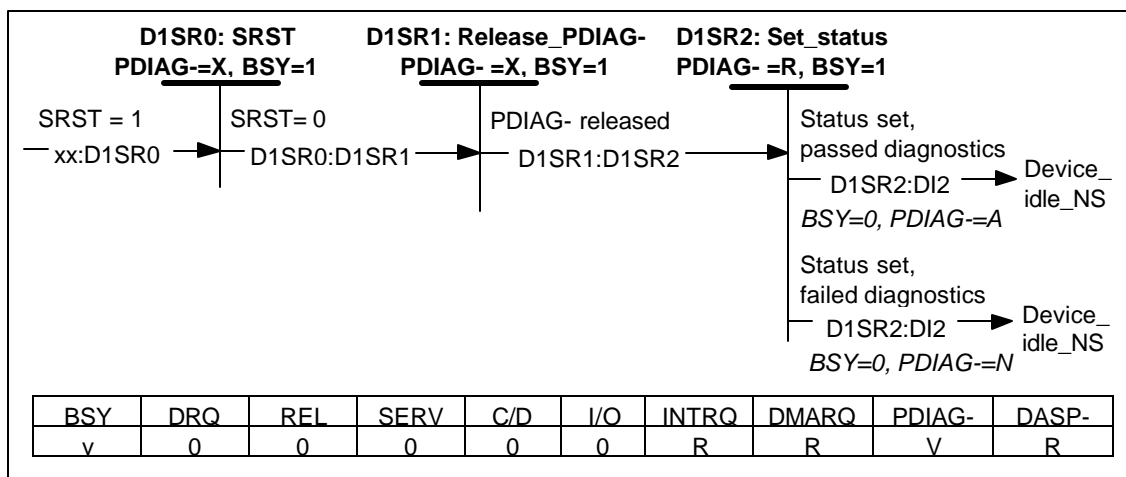 D1SR0: SRST
PDIAG-=X, BSY=1
D1SR1: Release_PDIAG-
PDIAG- =X, BSY=1
D1SR2: Set_status
PDIAG- =R, BSY=1
SRST = 1
xx:D1SR0
SRST= 0
D1SR0:D1SR1
PDIAG- released
D1SR1:D1SR2
Status set,
passed diagnostics
D1SR2:DI2
BSY=0, PDIAG-=A
Device_
idle_NS
Status set,
failed diagnostics
D1SR2:DI2
BSY=0, PDIAG-=N
Device_
idle_NS
BSY DRQ REL SERV C/D I/O INTRQ DMARQ PDIAG- DASP-
v 0 0 0 0 0 R R V R